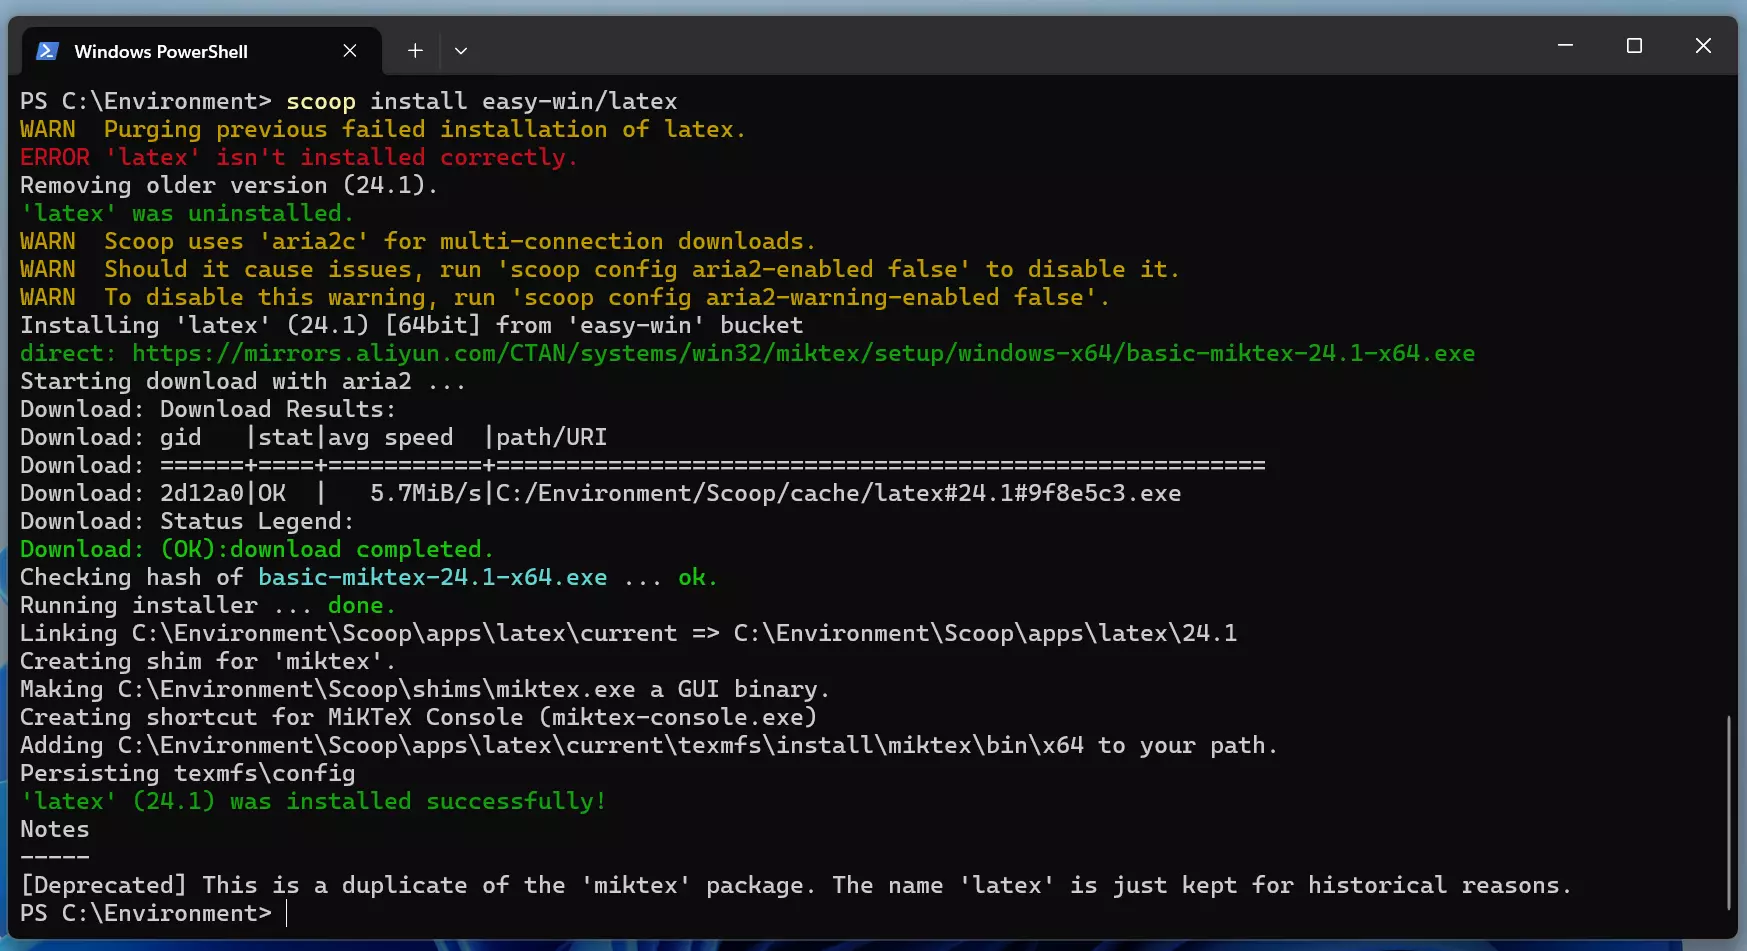 Windows PowerShell
PS C:\Environment> scoop install easy-win/latex
WARN  Purging previous failed installation of latex.
ERROR 'latex' isn't installed correctly.
Removing older version (24.1).
'latex' was uninstalled.
WARN  Scoop uses 'aria2c' for multi-connection downloads.
WARN  Should it cause issues, run 'scoop config aria2-enabled false' to disable it.
WARN  To disable this warning, run 'scoop config aria2-warning-enabled false'.
Installing 'latex' (24.1) [64bit] from 'easy-win' bucket
direct: https://mirrors.aliyun.com/CTAN/systems/win32/miktex/setup/windows-x64/basic-miktex-24.1-x64.exe
Starting download with aria2 ...
Download: Download Results:
Download: gid   |stat|avg speed  |path/URI
Download: ======+====+===========+=======================================================
Download: 2d12a0|OK  |   5.7MiB/s|C:/Environment/Scoop/cache/latex#24.1#9f8e5c3.exe
Download: Status Legend:
Download: (OK):download completed.
Checking hash of basic-miktex-24.1-x64.exe ... ok.
Running installer ... done.
Linking C:\Environment\Scoop\apps\latex\current => C:\Environment\Scoop\apps\latex\24.1
Creating shim for 'miktex'.
Making C:\Environment\Scoop\shims\miktex.exe a GUI binary.
Creating shortcut for MiKTeX Console (miktex-console.exe)
Adding C:\Environment\Scoop\apps\latex\current\texmfs\install\miktex\bin\x64 to your path.
Persisting texmfs\config
'latex' (24.1) was installed successfully!
Notes
-----
[Deprecated] This is a duplicate of the 'miktex' package. The name 'latex' is just kept for historical reasons.
PS C:\Environment>